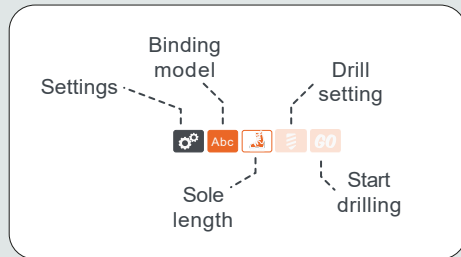 Binding
model
Settings
Drill
setting
Abc
GO
Sole
length
Start
drilling